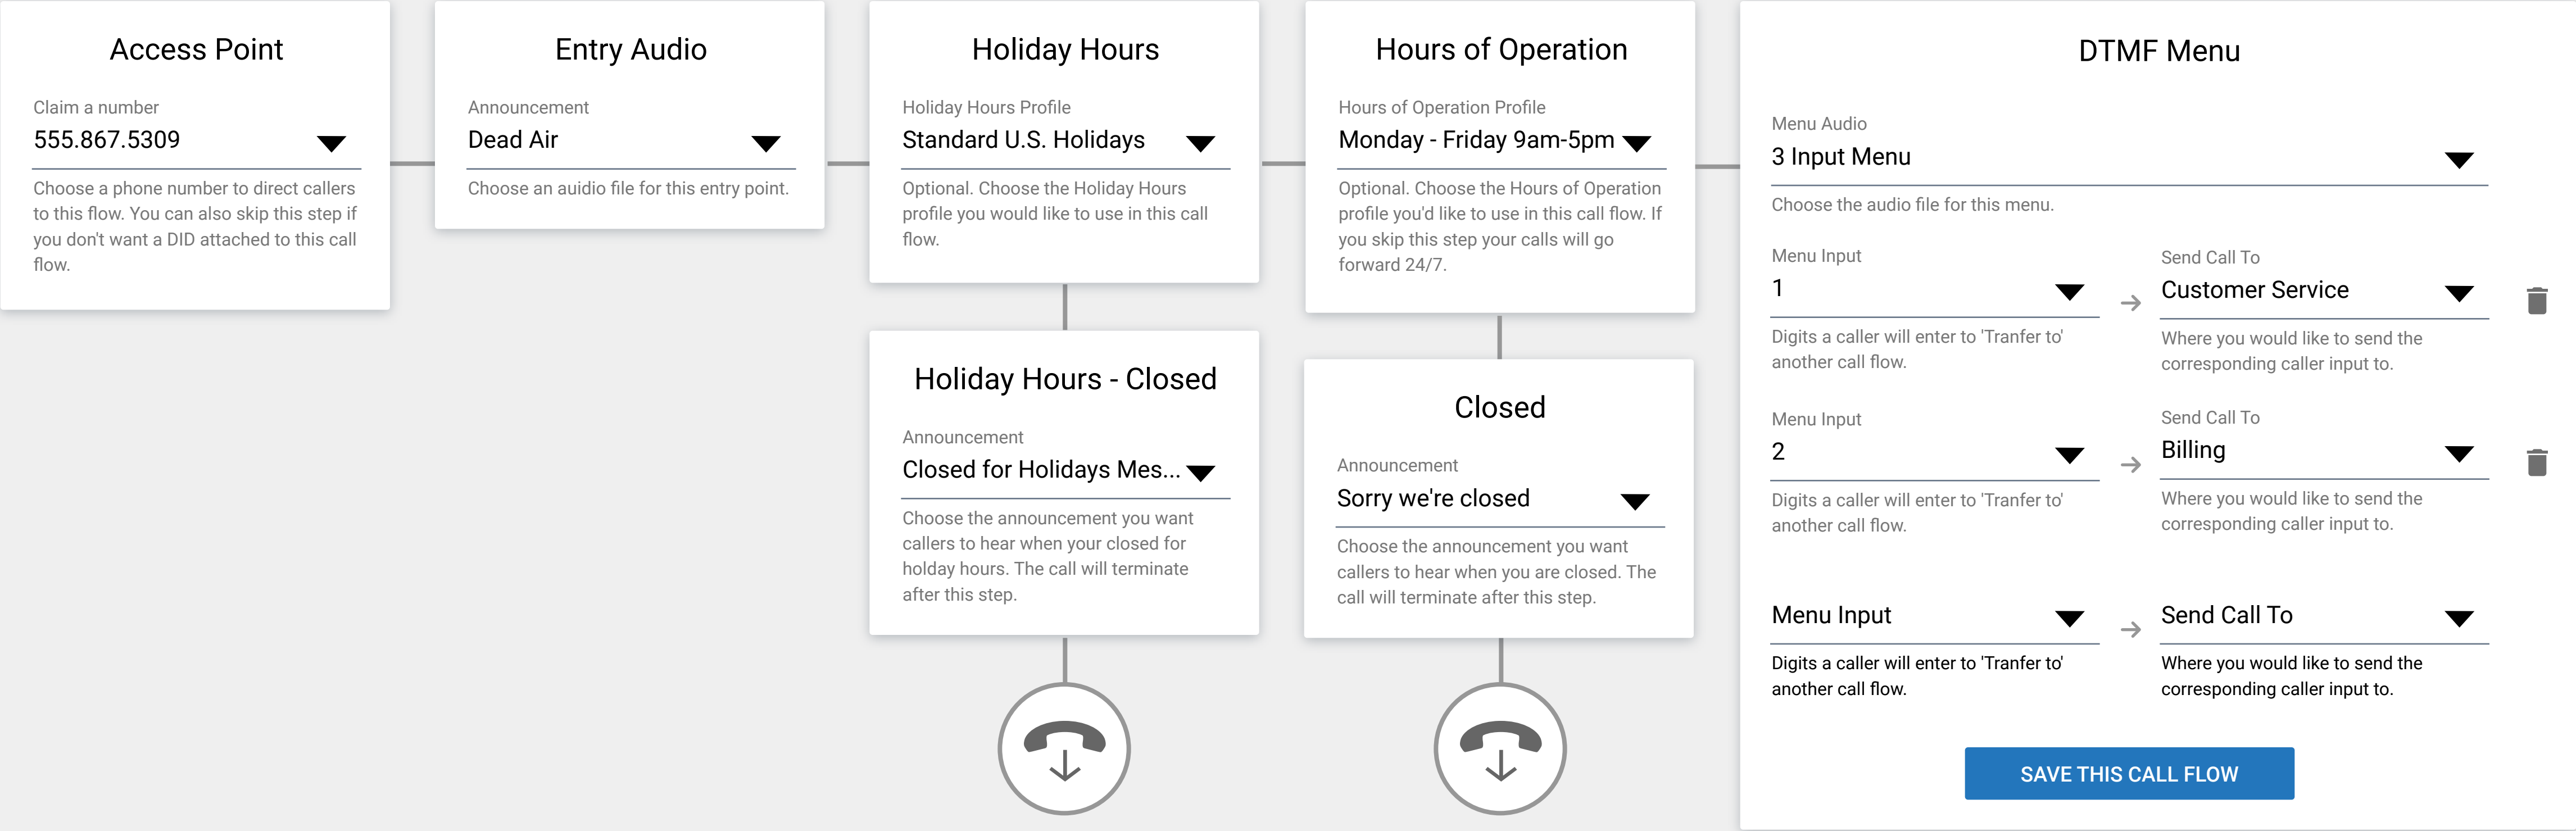 Access Point
Claim a number
555.867.5309
Choose a phone number to direct callers
to this flow. You can also skip this step if
you don't want a DID attached to this call
flow.
Entry Audio
Announcement
Dead Air
Choose an auidio file for this entry point.
Holiday Hours
Holiday Hours Profile
Standard U.S. Holidays
Optional. Choose the Holiday Hours
profile you would like to use in this call
flow.
Holiday Hours - Closed
Announcement
Closed for Holidays Mes...
Choose the announcement you want
callers to hear when your closed for
holday hours. The call will terminate
after this step.
Hours of Operation
Hours of Operation Profile
Monday - Friday 9am-5pm
Optional. Choose the Hours of Operation
profile you'd like to use in this call flow. If
you skip this step your calls will go
forward 24/7.
Closed
Announcement
Sorry we're closed
Choose the announcement you want
callers to hear when you are closed. The
call will terminate after this step.
DTMF Menu
Menu Audio
3 Input Menu
Choose the audio file for this menu.
Menu Input
1
Digits a caller will enter to 'Tranfer to'
another call flow.
Send Call To
Customer Service
Where you would like to send the
corresponding caller input to.
Menu Input
2
Digits a caller will enter to 'Tranfer to'
another call flow.
Send Call To
Billing
Where you would like to send the
corresponding caller input to.
Menu Input
Digits a caller will enter to 'Tranfer to'
another call flow.
Send Call To
Where you would like to send the
corresponding caller input to.
SAVE THIS CALL FLOW